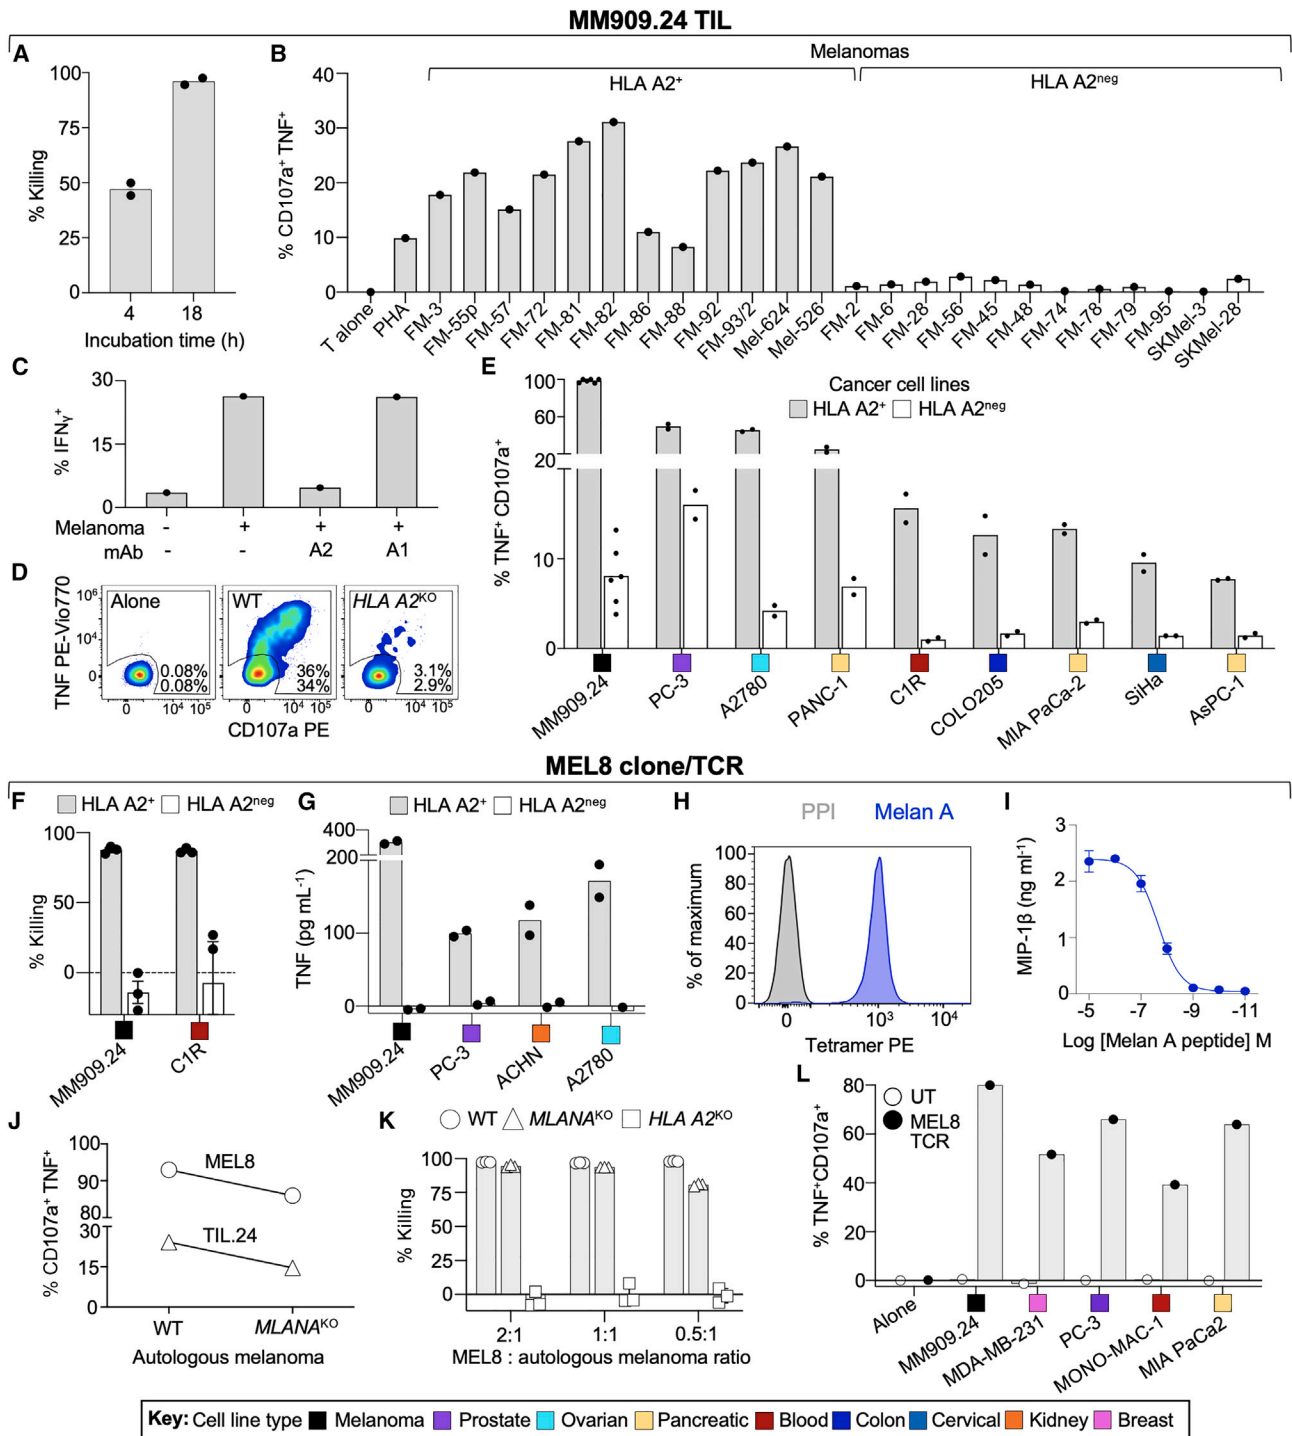 MM909.24 TIL
A
% Killing
100
75
50
25
0
4 18
Incubation time (h)
B
Melanomas
HLA A2+
HLA A2neg
% CD107a+ TNF+
40
30
20
10
0
T alone PHA FM-3 FM-55p FM-57 FM-72 FM-81 FM-82 FM-86 FM-88 FM-92 FM-93/2 Mel-624 Mel-526 FM-2 FM-6 FM-28 FM-56 FM-45 FM-48 FM-74 FM-78 FM-79 FM-95 SKMel-3 SKMel-28
C
% IFNγ+
30
15
0
Melanoma - + + +
mAb - - A2 A1
D
TNF PE-Vio770
10⁶
10⁴
0
Alone
0.08%
0.08%
0 10⁴ 10⁵
WT
36%
34%
0 10⁴ 10⁵
HLA A2KO
3.1%
2.9%
0 10⁴ 10⁵
CD107a PE
E
Cancer cell lines
HLA A2+ HLA A2neg
% TNF+ CD107a+
100
60
20
10
0
MM909.24 PC-3 A2780 PANC-1 C1R COLO205 MIA PaCa-2 SiHa AsPC-1
MEL8 clone/TCR
F
HLA A2+ HLA A2neg
% Killing
100
50
0
MM909.24 C1R
G
HLA A2+ HLA A2neg
TNF (pg mL⁻¹)
400
200
100
0
MM909.24 PC-3 ACHN A2780
H
PPI Melan A
% of maximum
100
80
60
40
20
0
0 10³ 10⁴
Tetramer PE
I
MIP-1β (ng ml⁻¹)
3
2
1
0
-5 -7 -9 -11
Log [Melan A peptide] M
J
% CD107a+ TNF+
100
90
80
30
15
0
MEL8
TIL.24
WT MLANAKO
Autologous melanoma
K
WT MLANAKO HLA A2KO
% Killing
100
75
50
25
0
2:1 1:1 0.5:1
MEL8 : autologous melanoma ratio
L
UT
MEL8
TCR
% TNF+CD107a+
80
60
40
20
0
Alone MM909.24 MDA-MB-231 PC-3 MONO-MAC-1 MIA PaCa2
Key: Cell line type Melanoma Prostate Ovarian Pancreatic Blood Colon Cervical Kidney Breast